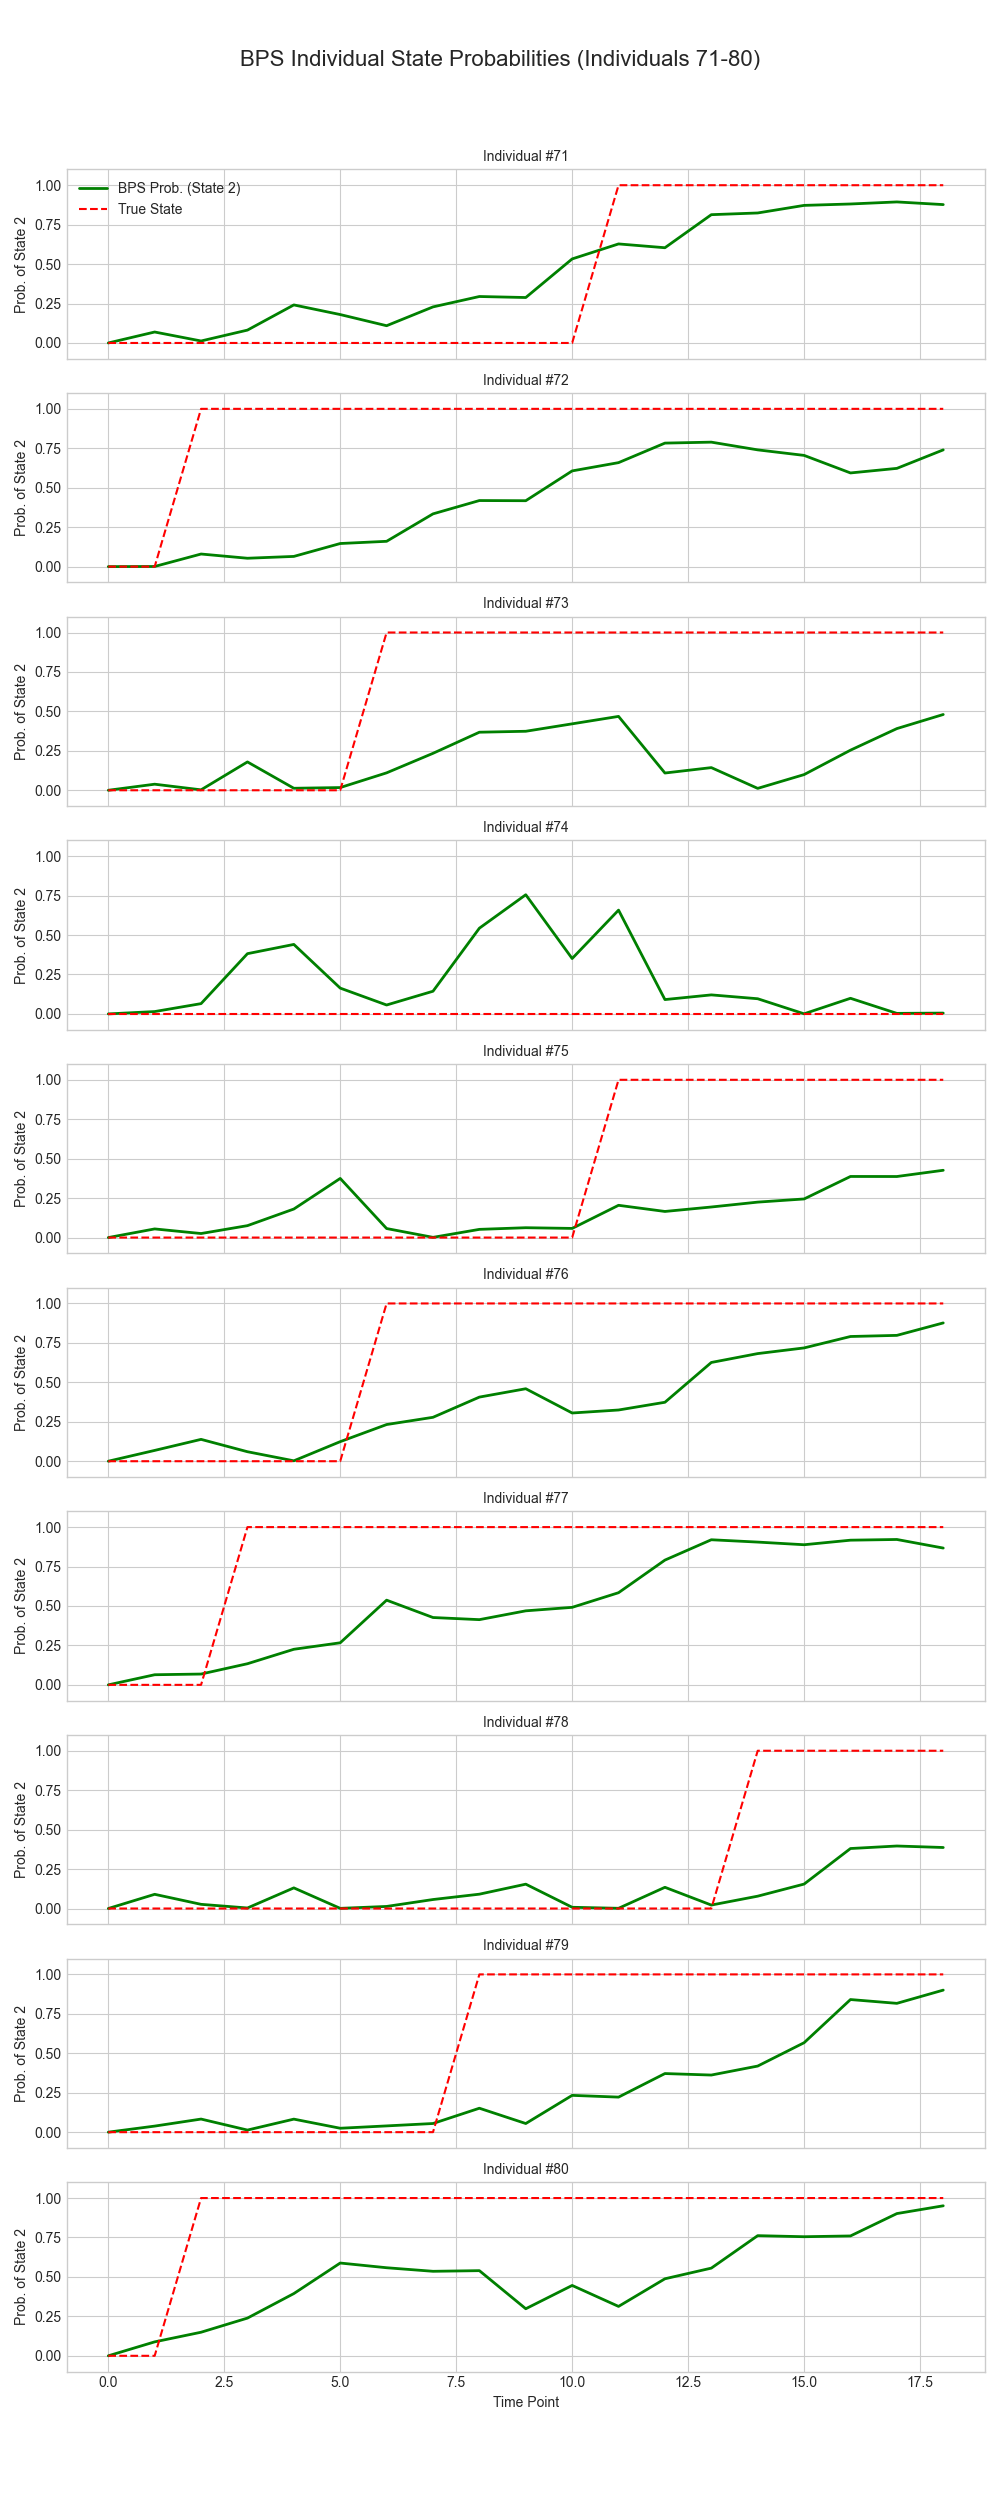 BPS Individual State Probabilities (Individuals 71-80)
Individual #71
BPS Prob. (State 2)
True State
Prob. of State 2
1.00
0.75
0.50
0.25
0.00
Individual #72
Prob. of State 2
1.00
0.75
0.50
0.25
0.00
Individual #73
Prob. of State 2
1.00
0.75
0.50
0.25
0.00
Individual #74
Prob. of State 2
1.00
0.75
0.50
0.25
0.00
Individual #75
Prob. of State 2
1.00
0.75
0.50
0.25
0.00
Individual #76
Prob. of State 2
1.00
0.75
0.50
0.25
0.00
Individual #77
Prob. of State 2
1.00
0.75
0.50
0.25
0.00
Individual #78
Prob. of State 2
1.00
0.75
0.50
0.25
0.00
Individual #79
Prob. of State 2
1.00
0.75
0.50
0.25
0.00
Individual #80
Prob. of State 2
1.00
0.75
0.50
0.25
0.00
0.0 2.5 5.0 7.5 10.0 12.5 15.0 17.5
Time Point